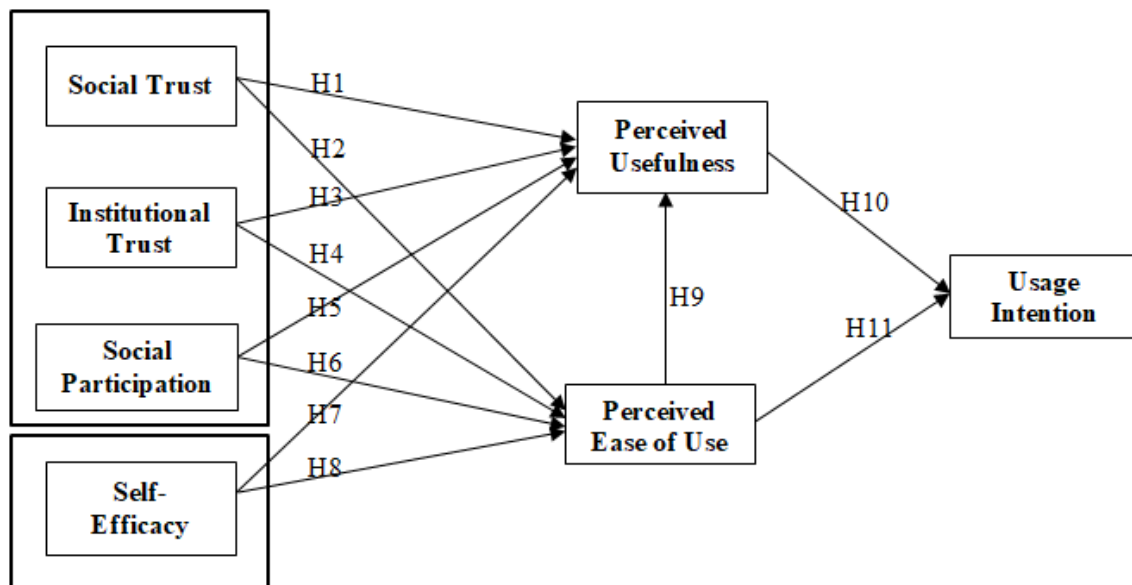 Social Trust
Institutional
Trust
Social
Participation
Self-
Efficacy
H1
H2
H3
H4
H5
H6
H7
H8
Perceived
Usefulness
H9
Perceived
Ease of Use
H10
H11
Usage
Intention